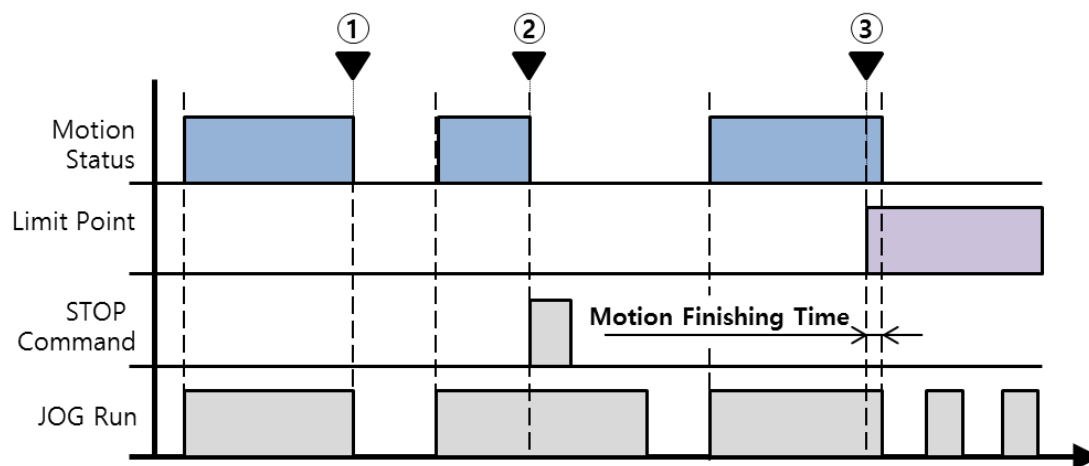 ① ② ③
Motion
Status
Limit Point
STOP
Command
Motion Finishing Time
JOG Run